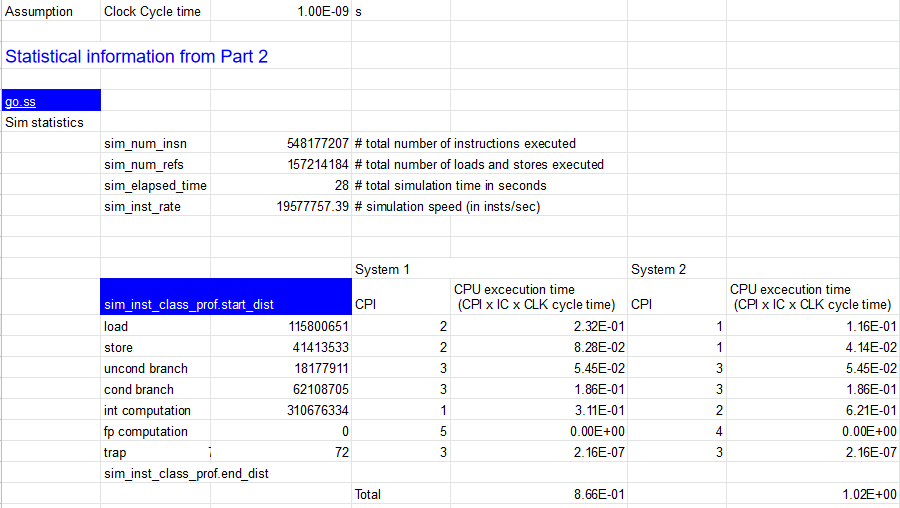 Assumption Clock Cycle time 1.00E-09 s
Statistical information from Part 2
go.ss
Sim statistics
sim_num_insn 548177207 # total number of instructions executed
sim_num_refs 157214184 # total number of loads and stores executed
sim_elapsed_time 28 # total simulation time in seconds
sim_inst_rate 19577757.39 # simulation speed (in insts/sec)
System 1 System 2
CPU excecution time CPU excecution time
sim_inst_class_prof.start_dist CPI (CPI x IC x CLK cycle time) CPI (CPI x IC x CLK cycle time)
load 115800651 2 2.32E-01 1 1.16E-01
store 41413533 2 8.28E-02 1 4.14E-02
uncond branch 18177911 3 5.45E-02 3 5.45E-02
cond branch 62108705 3 1.86E-01 3 1.86E-01
int computation 310676334 1 3.11E-01 2 6.21E-01
fp computation 0 5 0.00E+00 4 0.00E+00
trap 72 3 2.16E-07 3 2.16E-07
sim_inst_class_prof.end_dist
Total 8.66E-01 1.02E+00